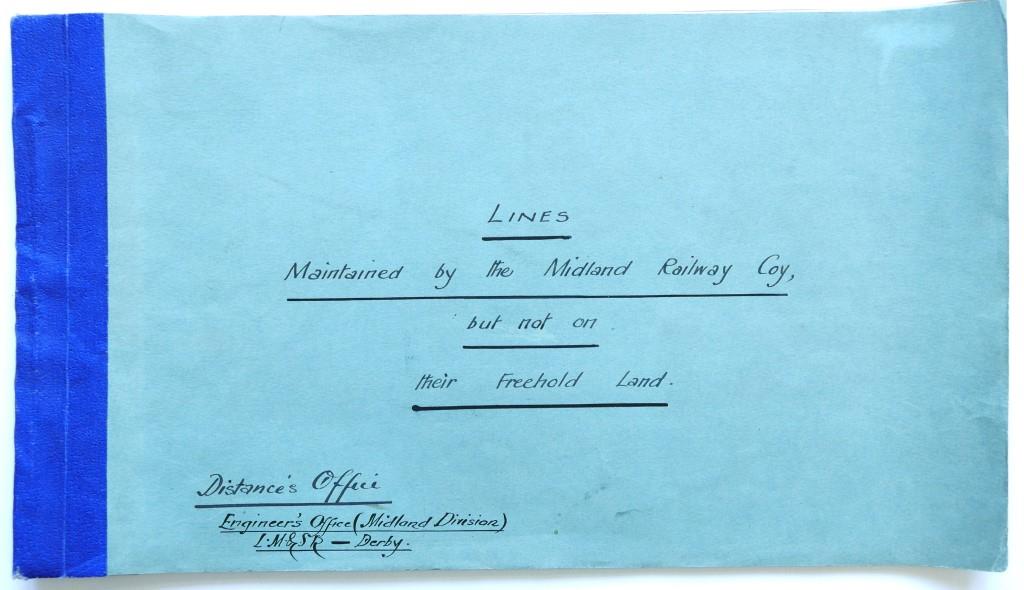 LINES
Maintained by the Midland Railway Coy,
but not on
their Freehold Land.
Distance's Office
Engineer's Office (Midland Division)
L.M&SR — Derby.